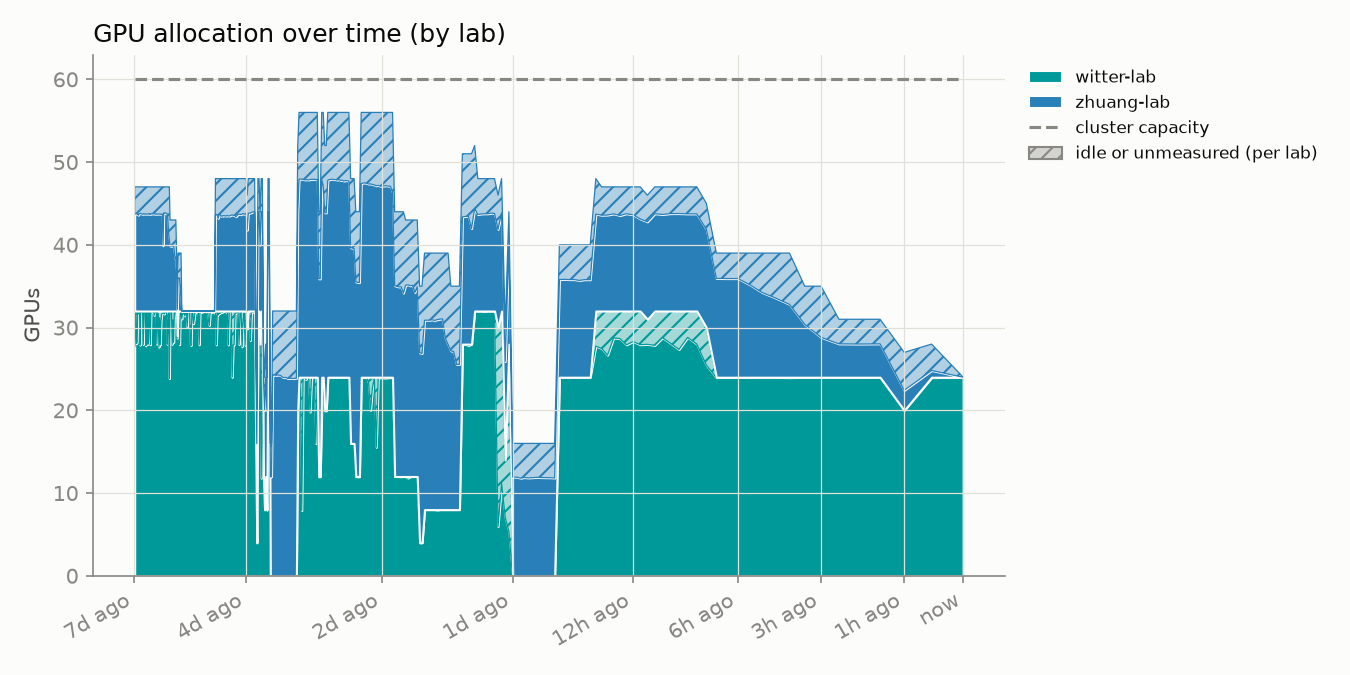 GPU allocation over time (by lab)
60
50
40
30
20
10
0
GPUs
7d ago
4d ago
2d ago
1d ago
12h ago
6h ago
3h ago
1h ago
now
witter-lab
zhuang-lab
cluster capacity
idle or unmeasured (per lab)